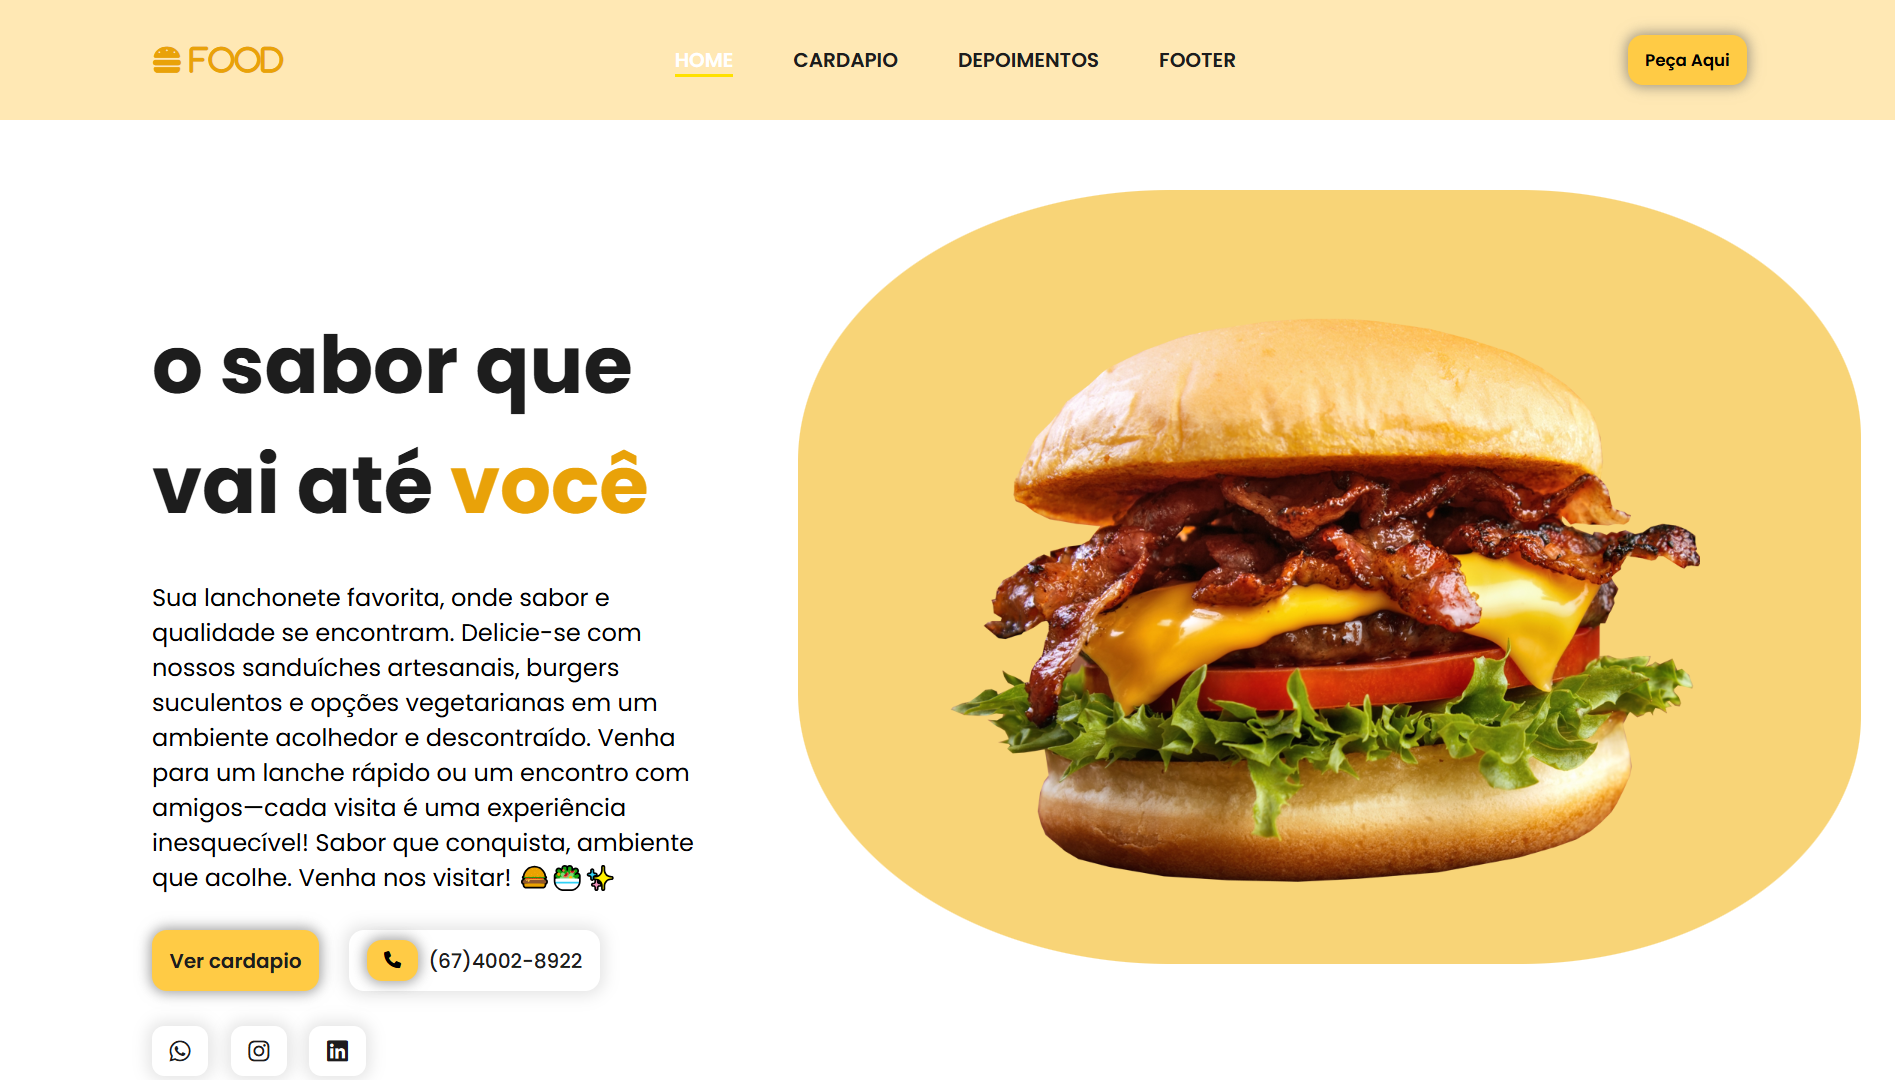 FOOD
HOME
CARDAPIO
DEPOIMENTOS
FOOTER
Peça Aqui
o sabor que
vai até você
Sua lanchonete favorita, onde sabor e
qualidade se encontram. Delicie-se com
nossos sanduíches artesanais, burgers
suculentos e opções vegetarianas em um
ambiente acolhedor e descontraído. Venha
para um lanche rápido ou um encontro com
amigos—cada visita é uma experiência
inesquecível! Sabor que conquista, ambiente
que acolhe. Venha nos visitar! 🍔🥗✨
Ver cardapio
(67)4002-8922